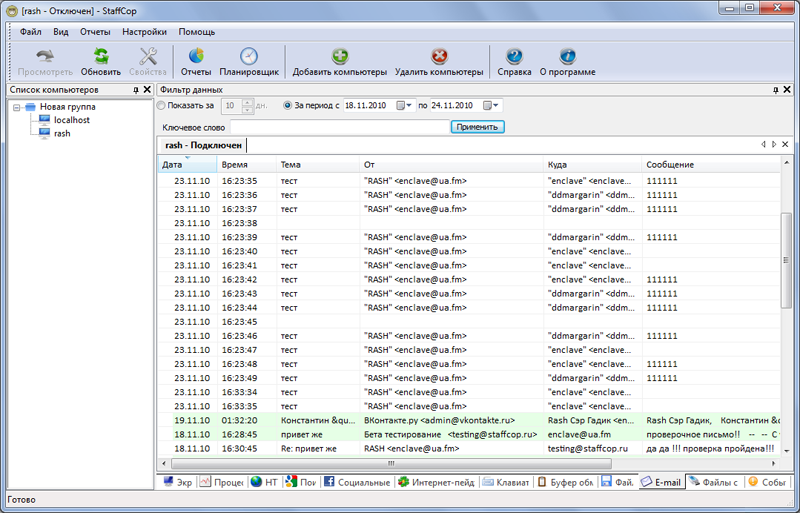 [rash - Отключен] - StaffCop
Файл Вид Отчеты Настройки Помощь
Просмотреть Обновить Свойства Отчеты Планировщик Добавить компьютеры Удалить компьютеры Справка О программе
Список компьютеров
Новая группа
localhost
rash
Фильтр данных
Показать за 10 дн. За период с 18.11.2010 по 24.11.2010
Ключевое слово Применить
rash - Подключен
Дата Время Тема От Куда Сообщение
23.11.10 16:23:35 тест "RASH" <enclave@ua.fm> "enclave" <enclave... 111111
23.11.10 16:23:36 тест "RASH" <enclave@ua.fm> "ddmargarin" <ddm... 111111
23.11.10 16:23:37 тест "RASH" <enclave@ua.fm> "ddmargarin" <ddm... 111111
23.11.10 16:23:38
23.11.10 16:23:39 тест "RASH" <enclave@ua.fm> "ddmargarin" <ddm... 111111
23.11.10 16:23:40 тест "RASH" <enclave@ua.fm> "enclave" <enclave...
23.11.10 16:23:41 тест "RASH" <enclave@ua.fm> "enclave" <enclave...
23.11.10 16:23:42 тест "RASH" <enclave@ua.fm> "enclave" <enclave... 111111
23.11.10 16:23:43 тест "RASH" <enclave@ua.fm> "ddmargarin" <ddm... 111111
23.11.10 16:23:44 тест "RASH" <enclave@ua.fm> "ddmargarin" <ddm... 111111
23.11.10 16:23:45
23.11.10 16:23:46 тест "RASH" <enclave@ua.fm> "ddmargarin" <ddm... 111111
23.11.10 16:23:47 тест "RASH" <enclave@ua.fm> "enclave" <enclave...
23.11.10 16:23:48 тест "RASH" <enclave@ua.fm> "enclave" <enclave... 111111
23.11.10 16:23:49 тест "RASH" <enclave@ua.fm> "ddmargarin" <ddm... 111111
23.11.10 16:33:34 тест "RASH" <enclave@ua.fm> "enclave" <enclave...
23.11.10 16:33:35 тест "RASH" <enclave@ua.fm> "enclave" <enclave...
19.11.10 01:32:20 Константин &qu... ВКонтакте.ру <admin@vkontakte.ru> Rash Сэр Гадик <en... Rash Сэр Гадик, Константин &q
18.11.10 16:28:45 привет же Бета тестирование <testing@staffcop.ru> enclave@ua.fm проверочное письмо!! -- -- С
18.11.10 16:30:45 Re: привет же RASH <enclave@ua.fm> testing@staffcop.ru да да !!! проверка пройдена!!!
Экр Процес HT Пои Социальные Интернет-пейд Клавиат Буфер обм Фай. E-mail Файлы с Собы
Готово